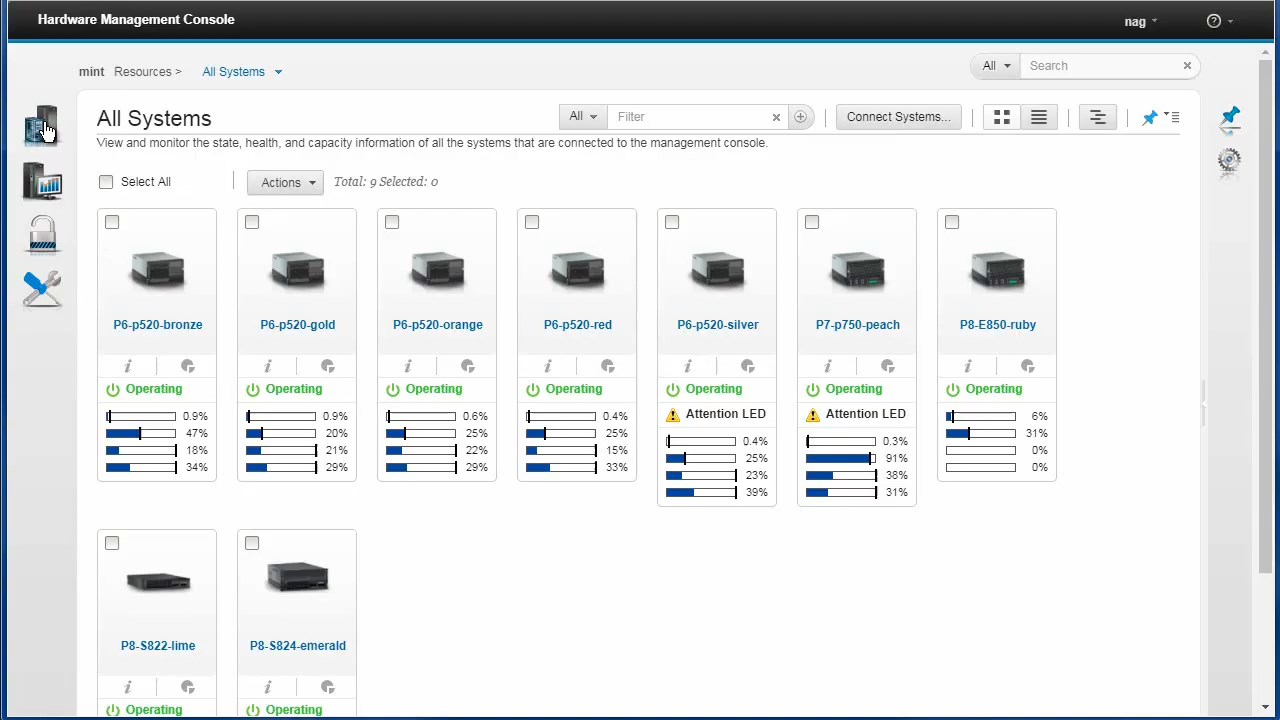 Hardware Management Console
nag
mint Resources > All Systems
All Search
All Systems
All Filter
Connect Systems...
View and monitor the state, health, and capacity information of all the systems that are connected to the management console.
Select All
Actions
Total: 9 Selected: 0
P6-p520-bronze
Operating
0.9%
47%
18%
34%
P6-p520-gold
Operating
0.9%
20%
21%
29%
P6-p520-orange
Operating
0.6%
25%
22%
29%
P6-p520-red
Operating
0.4%
25%
15%
33%
P6-p520-silver
Operating
Attention LED
0.4%
25%
23%
39%
P7-p750-peach
Operating
Attention LED
0.3%
91%
38%
31%
P8-E850-ruby
Operating
6%
31%
0%
0%
P8-S822-lime
Operating
P8-S824-emerald
Operating